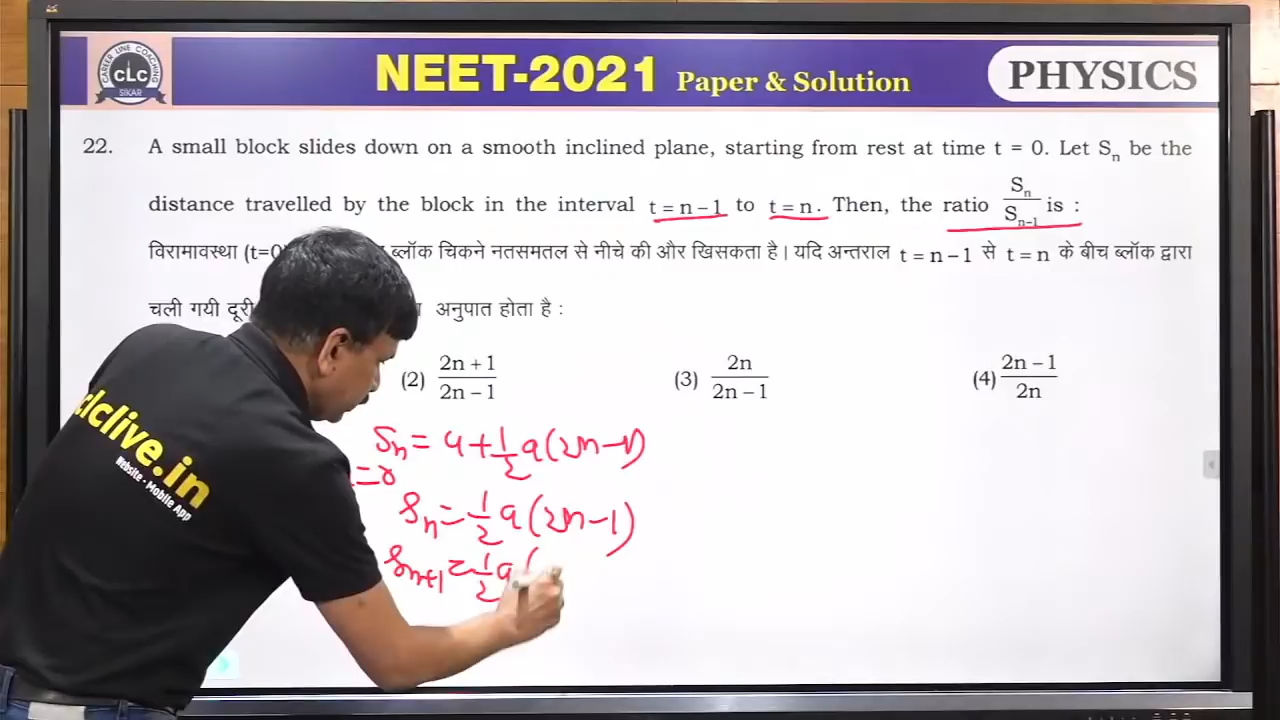 CAREER LINE COACHING
CLC
SIKAR
NEET-2021 Paper & Solution
PHYSICS
22. A small block slides down on a smooth inclined plane, starting from rest at time t = 0. Let Sn be the
distance travelled by the block in the interval t = n − 1 to t = n. Then, the ratio Sn/Sn−1 is :
विरामावस्था (t=0 ब्लॉक चिकने नतसमतल से नीचे की और खिसकता है। यदि अन्तराल t = n − 1 से t = n के बीच ब्लॉक द्वारा
चली गयी दूरी अनुपात होता है :
(2) 2n + 1 / 2n − 1 (3) 2n / 2n − 1 (4) 2n − 1 / 2n
Sn = u + 1/2 a (2n − 1)
= 0
Sn = 1/2 a (2n − 1)
Sn+1 = 1/2 a (
clclive.in
Website - Mobile App